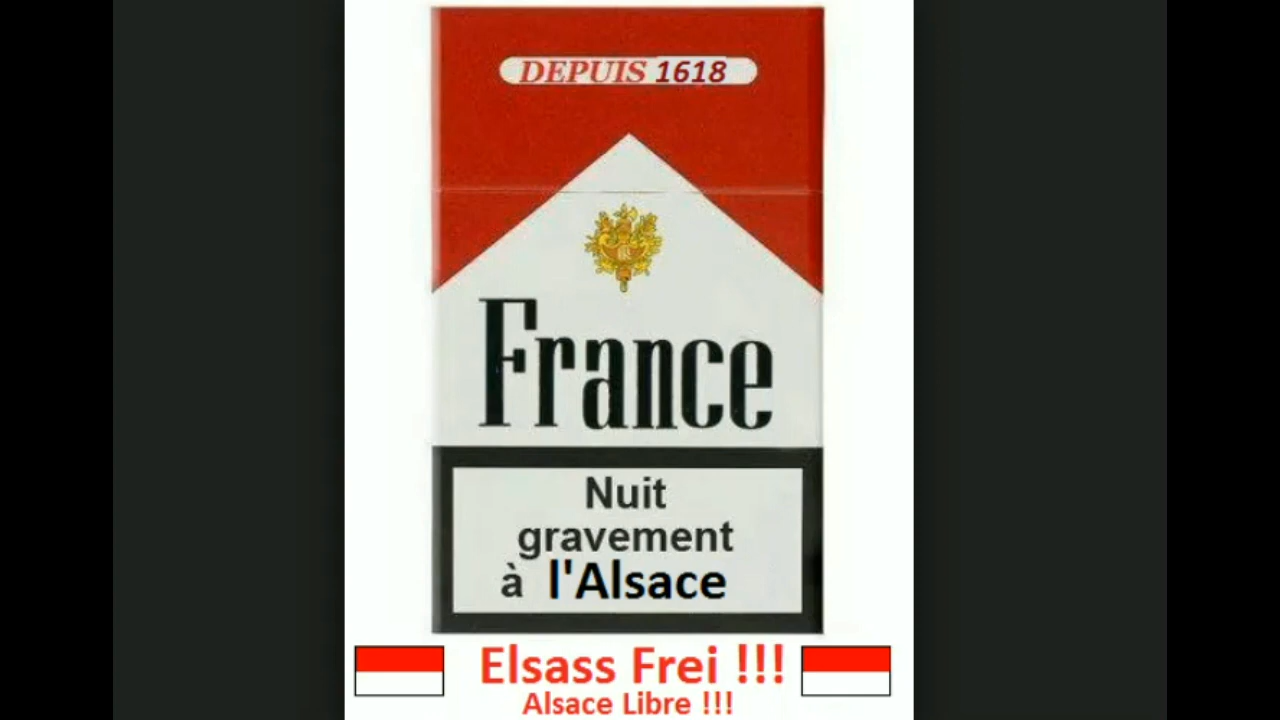 DEPUIS 1618
France
Nuit
gravement
à l'Alsace
Elsass Frei !!!
Alsace Libre !!!